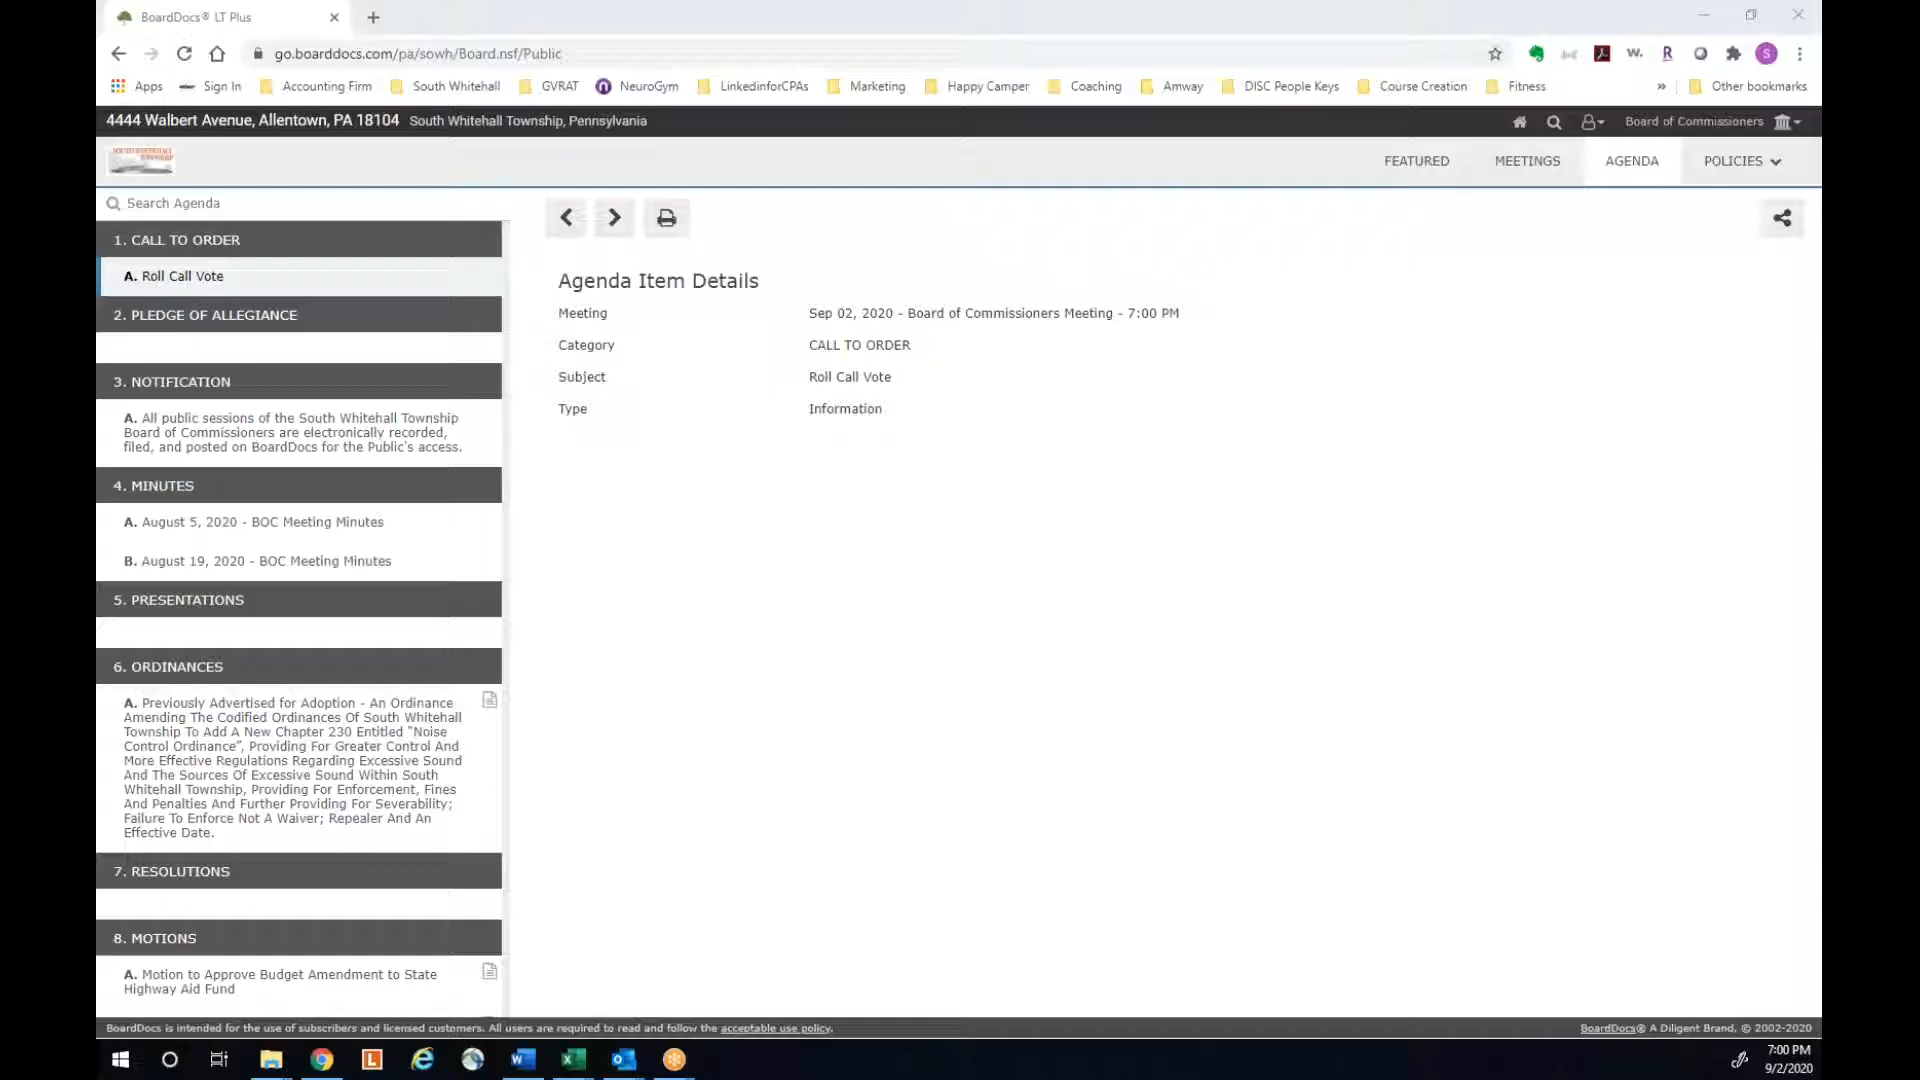 BoardDocs® LT Plus
go.boarddocs.com/pa/sowh/Board.nsf/Public
Apps Sign In Accounting Firm South Whitehall GVRAT NeuroGym LinkedinforCPAs Marketing Happy Camper Coaching Amway DISC People Keys Course Creation Fitness » Other bookmarks
4444 Walbert Avenue, Allentown, PA 18104 South Whitehall Township, Pennsylvania
Board of Commissioners
SOUTH WHITEHALL
TOWNSHIP
FEATURED MEETINGS AGENDA POLICIES
Search Agenda
1. CALL TO ORDER
A. Roll Call Vote
2. PLEDGE OF ALLEGIANCE
3. NOTIFICATION
A. All public sessions of the South Whitehall Township
Board of Commissioners are electronically recorded,
filed, and posted on BoardDocs for the Public's access.
4. MINUTES
A. August 5, 2020 - BOC Meeting Minutes
B. August 19, 2020 - BOC Meeting Minutes
5. PRESENTATIONS
6. ORDINANCES
A. Previously Advertised for Adoption - An Ordinance
Amending The Codified Ordinances Of South Whitehall
Township To Add A New Chapter 230 Entitled "Noise
Control Ordinance", Providing For Greater Control And
More Effective Regulations Regarding Excessive Sound
And The Sources Of Excessive Sound Within South
Whitehall Township, Providing For Enforcement, Fines
And Penalties And Further Providing For Severability;
Failure To Enforce Not A Waiver; Repealer And An
Effective Date.
7. RESOLUTIONS
8. MOTIONS
A. Motion to Approve Budget Amendment to State
Highway Aid Fund
Agenda Item Details
Meeting Sep 02, 2020 - Board of Commissioners Meeting - 7:00 PM
Category CALL TO ORDER
Subject Roll Call Vote
Type Information
BoardDocs is intended for the use of subscribers and licensed customers. All users are required to read and follow the acceptable use policy.
BoardDocs® A Diligent Brand, © 2002-2020
7:00 PM
9/2/2020